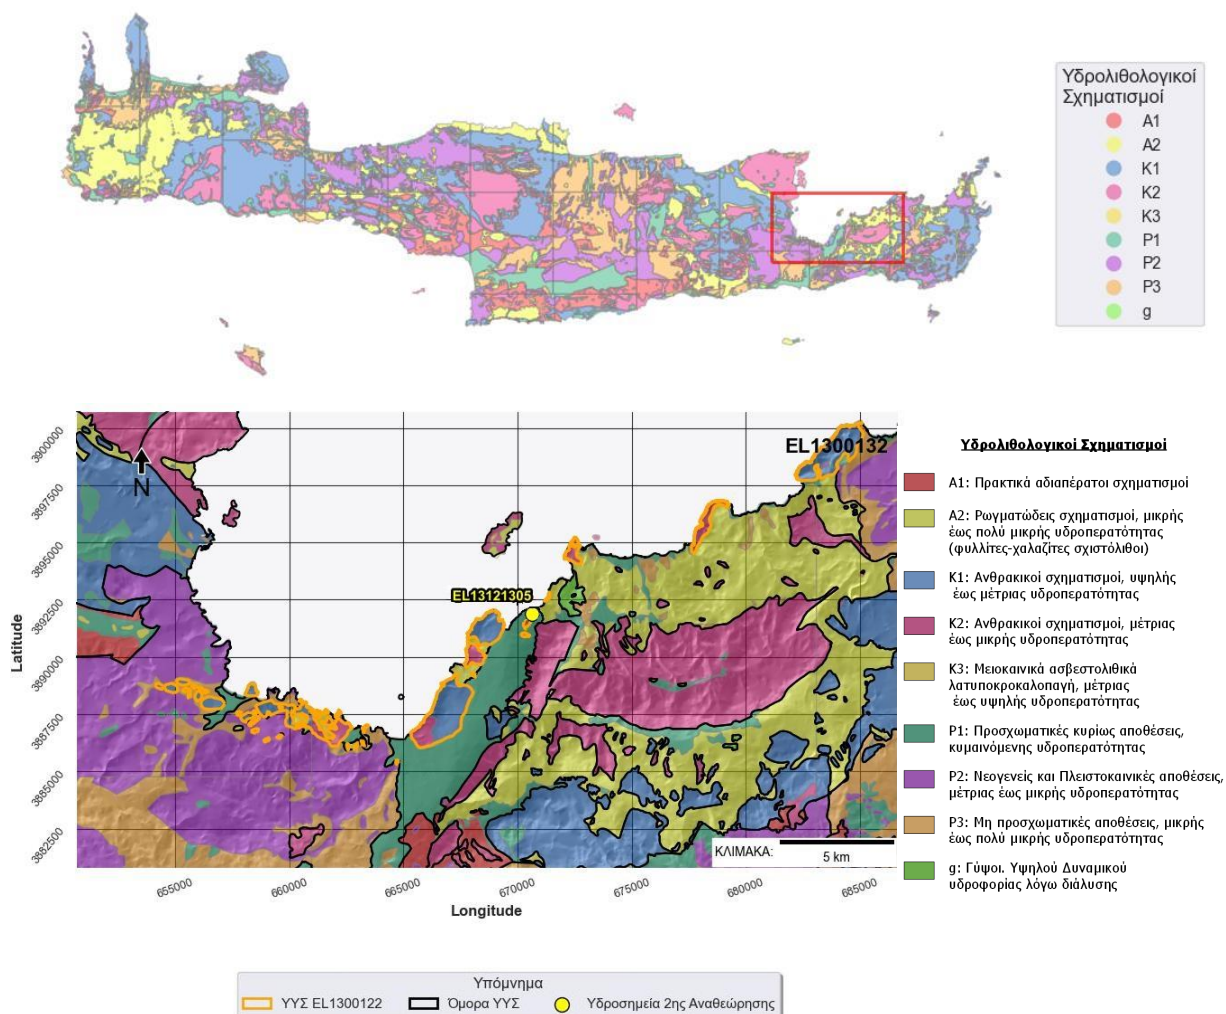 Υδρολιθολογικοί
Σχηματισμοί
A1
A2
K1
K2
K3
P1
P2
P3
g
EL1300132
EL13121305
N
3900000
3897500
3895000
3892500
3890000
3887500
3885000
3882500
Latitude
655000
660000
665000
670000
675000
680000
685000
Longitude
ΚΛΙΜΑΚΑ:
5 km
Υδρολιθολογικοί Σχηματισμοί
A1: Πρακτικά αδιαπέρατοι σχηματισμοί
A2: Ρωγματώδεις σχηματισμοί, μικρής
έως πολύ μικρής υδροπερατότητας
(φυλλίτες-χαλαζίτες σχιστόλιθοι)
K1: Ανθρακικοί σχηματισμοί, υψηλής
έως μέτριας υδροπερατότητας
K2: Ανθρακικοί σχηματισμοί, μέτριας
έως μικρής υδροπερατότητας
K3: Μειοκαινικά ασβεστολιθικά
λατυποκροκαλοπαγή, μέτριας
έως υψηλής υδροπερατότητας
P1: Προσχωματικές κυρίως αποθέσεις,
κυμαινόμενης υδροπερατότητας
P2: Νεογενείς και Πλειστοκαινικές αποθέσεις,
μέτριας έως μικρής υδροπερατότητας
P3: Μη προσχωματικές αποθέσεις, μικρής
έως πολύ μικρής υδροπερατότητας
g: Γύψοι. Υψηλού Δυναμικού
υδροφορίας λόγω διάλυσης
Υπόμνημα
ΥΥΣ EL1300122
Όμορα ΥΥΣ
Υδροσημεία 2ης Αναθεώρησης